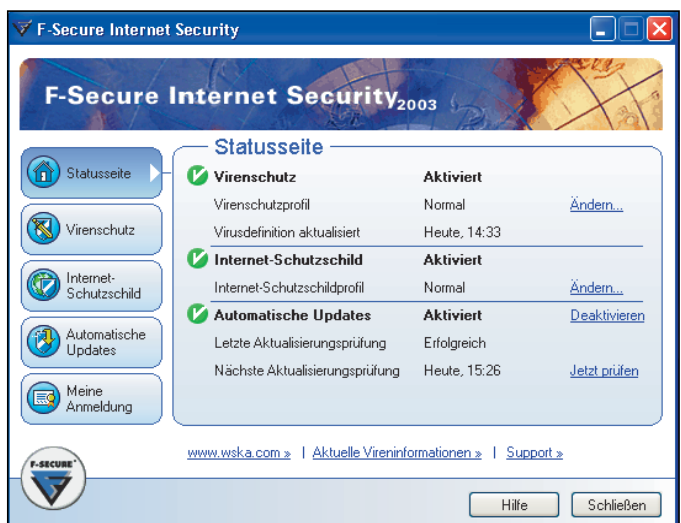 F-Secure Internet Security
F-Secure Internet Security 2003
Statusseite
Virenschutz
Internet-
Schutzschild
Automatische
Updates
Meine
Anmeldung
Statusseite
Virenschutz Aktiviert
Virenschutzprofil Normal Ändern...
Virusdefinition aktualisiert Heute, 14:33
Internet-Schutzschild Aktiviert
Internet-Schutzschildprofil Normal Ändern...
Automatische Updates Aktiviert Deaktivieren
Letzte Aktualisierungsprüfung Erfolgreich
Nächste Aktualisierungsprüfung Heute, 15:26 Jetzt prüfen
www.wska.com » | Aktuelle Vireninformationen » | Support »
F-SECURE
Hilfe Schließen